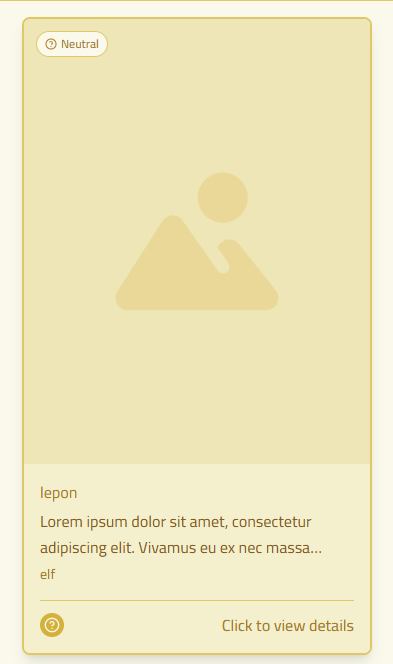 Neutral
lepon
Lorem ipsum dolor sit amet, consectetur
adipiscing elit. Vivamus eu ex nec massa...
elf
Click to view details